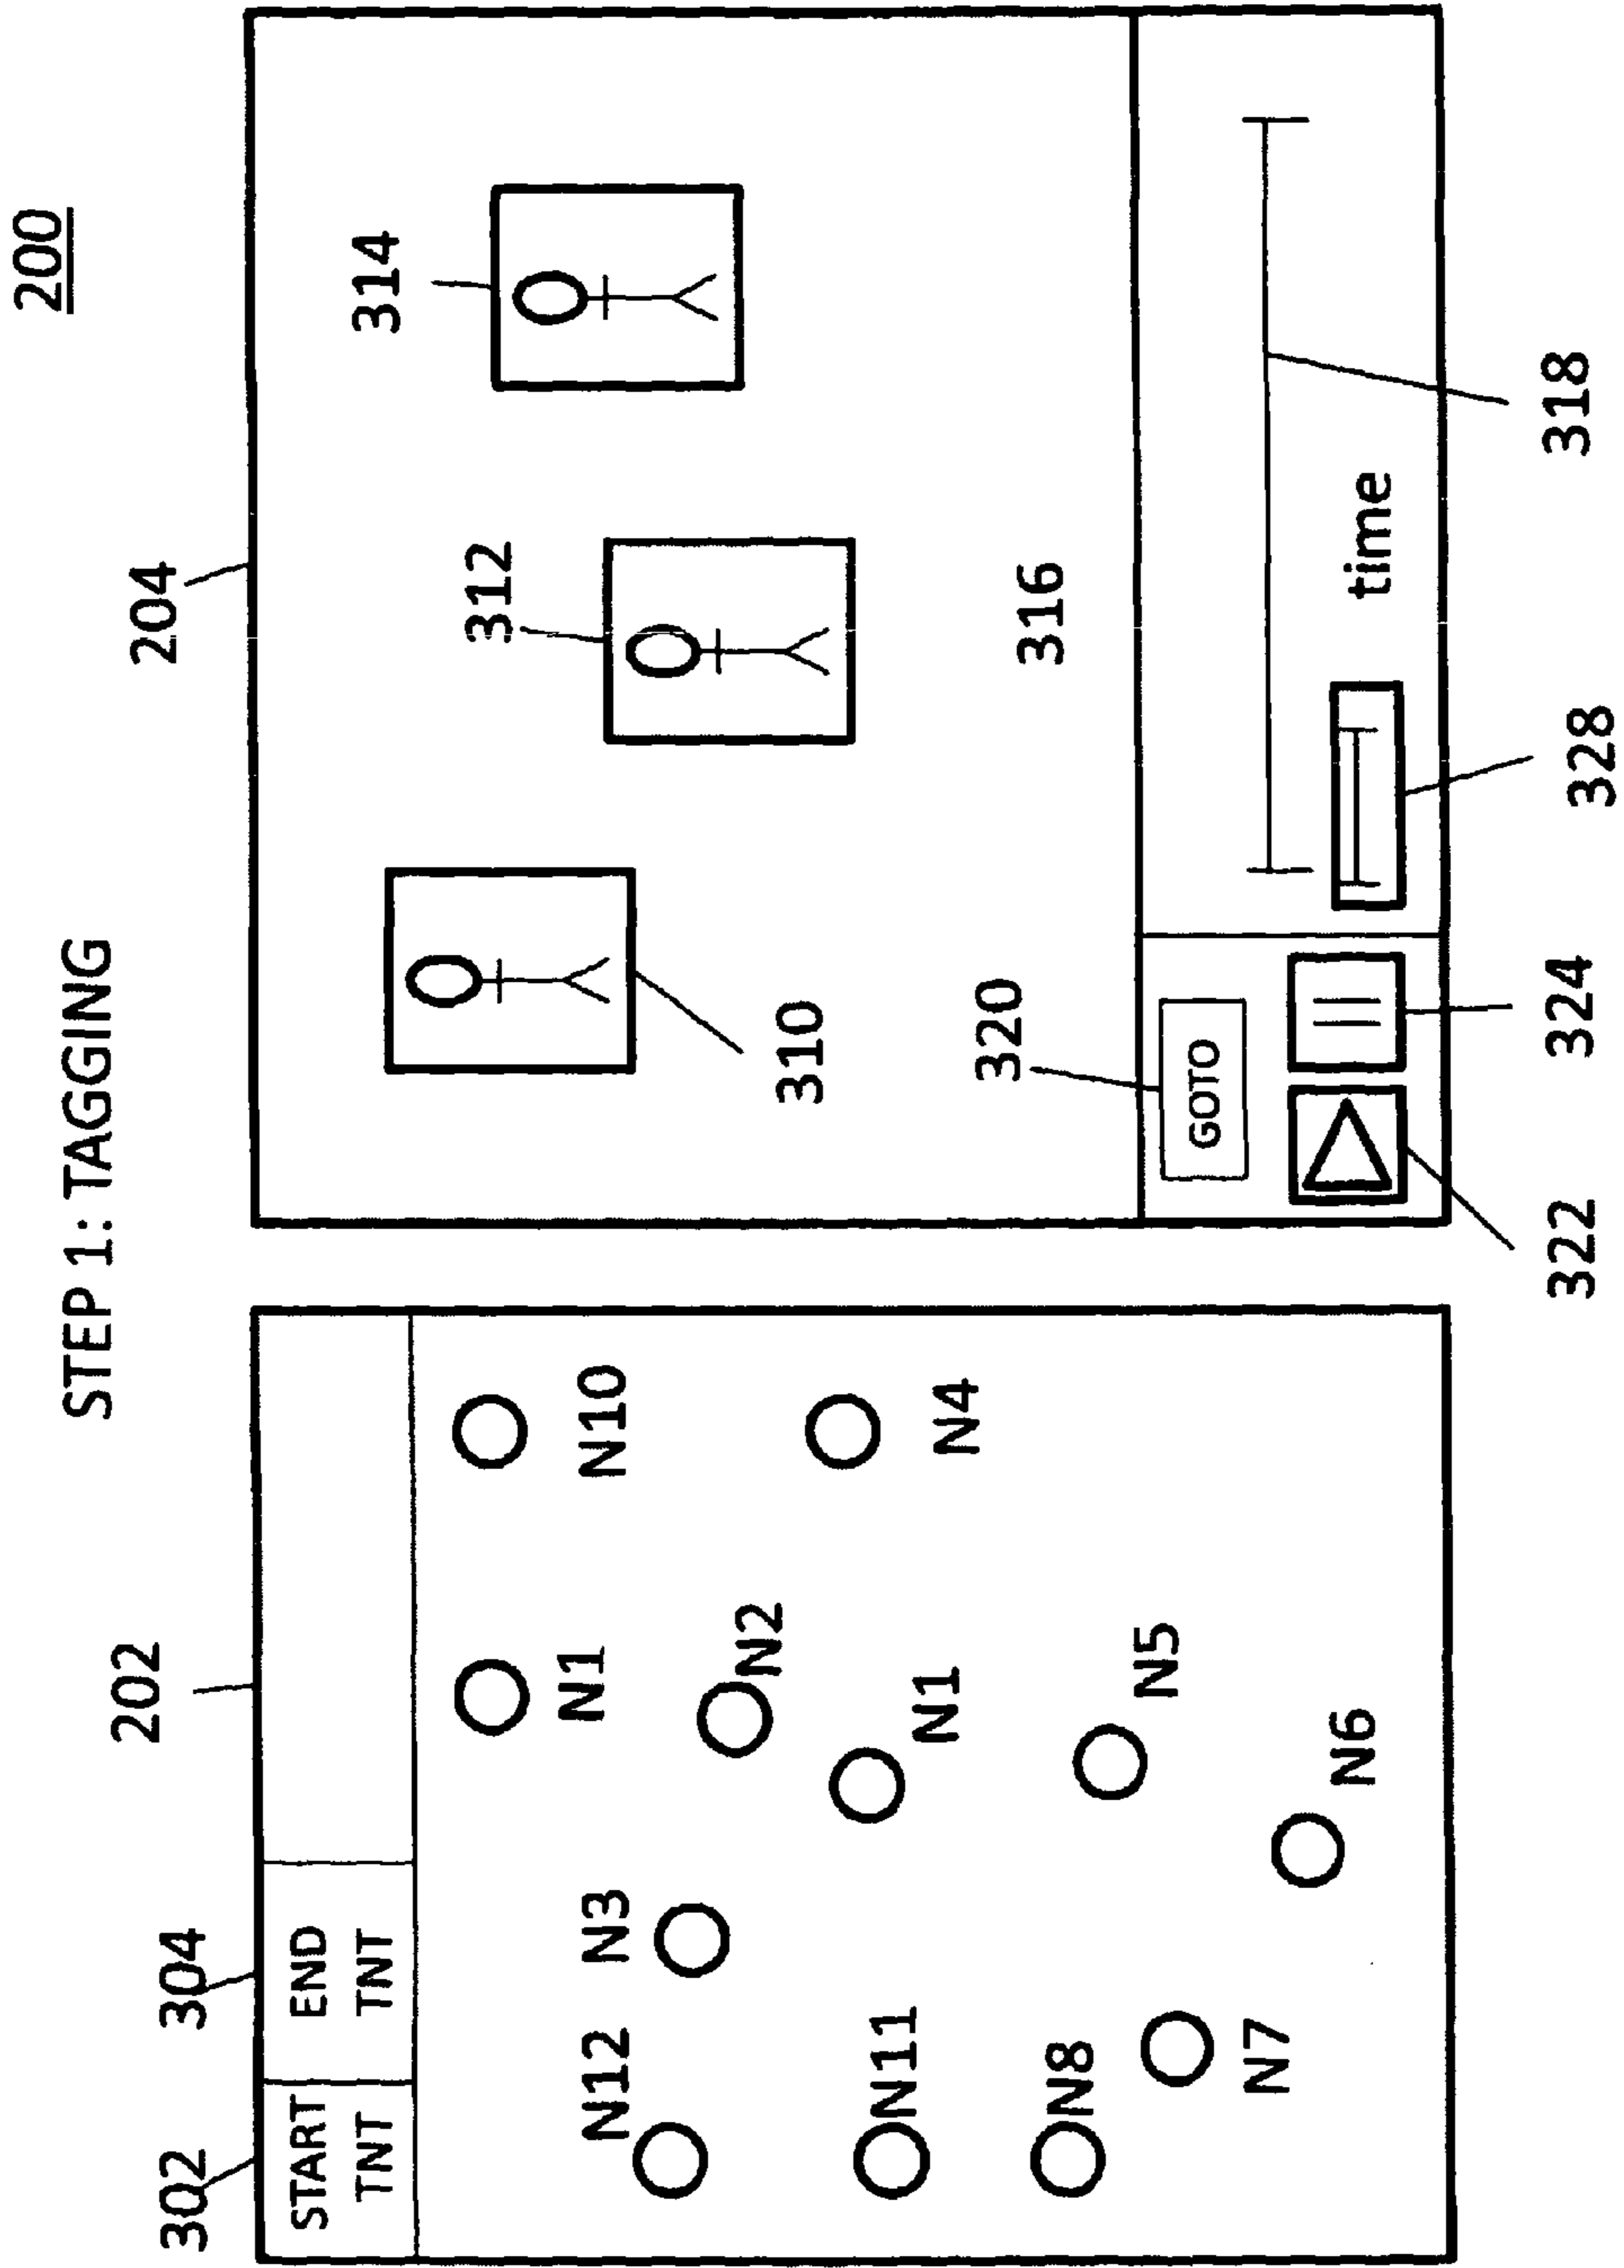 200
STEP 1: TAGGING
202
204
302
304
START
TNT
END
TNT
N1
N10
N12
N3
N2
N4
N11
N1
N8
N5
N7
N6
310
312
314
316
320
GOTO
time
322
324
328
318